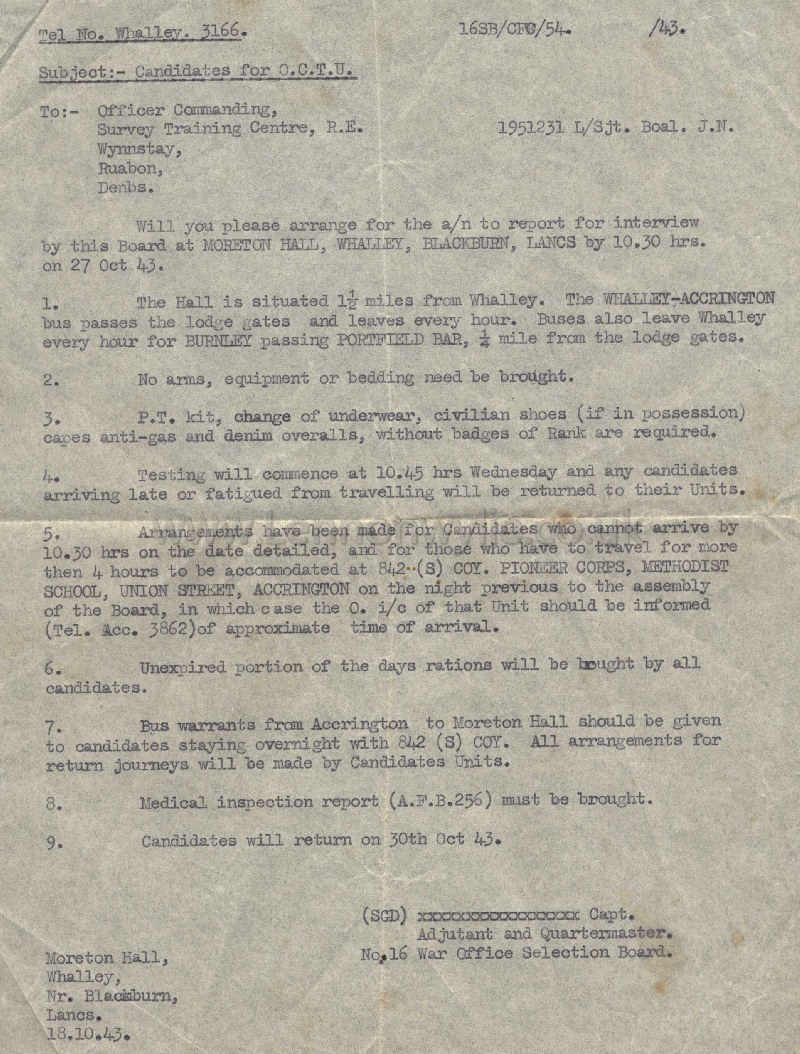 Tel No. Whalley. 3166.
16SB/CFC/54. /43.
Subject:- Candidates for O.C.T.U.
To:- Officer Commanding,
Survey Training Centre, R.E.
1951231 L/Sjt. Boal. J.N.
Wynnstay,
Ruabon,
Denbs.
Will you please arrange for the a/n to report for interview
by this Board at MORETON HALL, WHALLEY, BLACKBURN, LANCS by 10.30 hrs.
on 27 Oct 43.
1. The Hall is situated 1½ miles from Whalley. The WHALLEY-ACCRINGTON
bus passes the lodge gates and leaves every hour. Buses also leave Whalley
every hour for BURNLEY passing PORTFIELD BAR, ¼ mile from the lodge gates.
2. No arms, equipment or bedding need be brought.
3. P.T. kit, change of underwear, civilian shoes (if in possession)
capes anti-gas and denim overalls, without badges of Rank are required.
4. Testing will commence at 10.45 hrs Wednesday and any candidates
arriving late or fatigued from travelling will be returned to their Units.
5. Arrangements have been made for Candidates who cannot arrive by
10.30 hrs on the date detailed, and for those who have to travel for more
then 4 hours to be accommodated at 842 (S) COY. PIONEER CORPS, METHODIST
SCHOOL, UNION STREET, ACCRINGTON on the night previous to the assembly
of the Board, in which case the O. i/c of that Unit should be informed
(Tel. Acc. 3862)of approximate time of arrival.
6. Unexpired portion of the days rations will be bought by all
candidates.
7. Bus warrants from Accrington to Moreton Hall should be given
to candidates staying overnight with 842 (S) COY. All arrangements for
return journeys will be made by Candidates Units.
8. Medical inspection report (A.F.B.256) must be brought.
9. Candidates will return on 30th Oct 43.
(SGD) xxxxxxxxxxxxxxxxx Capt.
Adjutant and Quartermaster.
No.16 War Office Selection Board.
Moreton Hall,
Whalley,
Nr. Blackburn,
Lancs.
18.10.43.